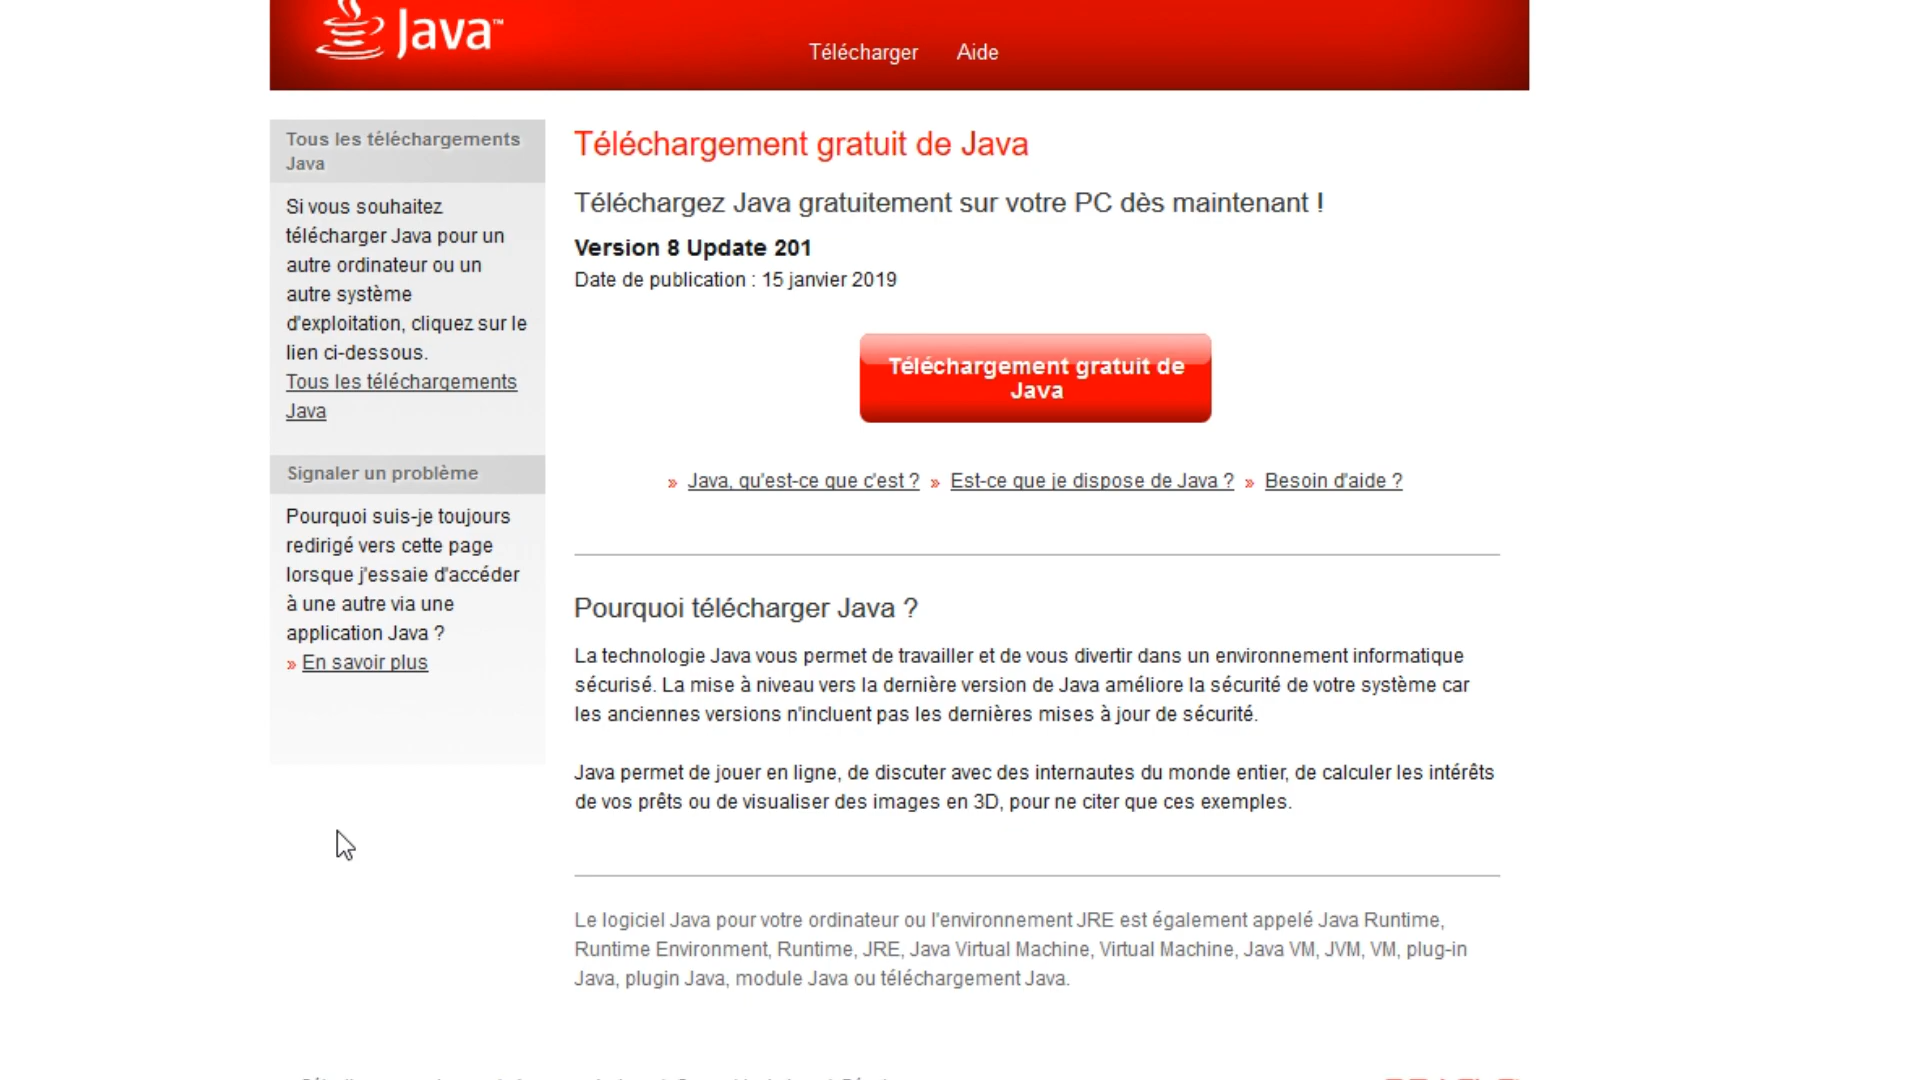 Java™
Télécharger
Aide
Tous les téléchargements
Java
Si vous souhaitez
télécharger Java pour un
autre ordinateur ou un
autre système
d'exploitation, cliquez sur le
lien ci-dessous.
Tous les téléchargements
Java
Signaler un problème
Pourquoi suis-je toujours
redirigé vers cette page
lorsque j'essaie d'accéder
à une autre via une
application Java ?
» En savoir plus
Téléchargement gratuit de Java
Téléchargez Java gratuitement sur votre PC dès maintenant !
Version 8 Update 201
Date de publication : 15 janvier 2019
Téléchargement gratuit de
Java
» Java, qu'est-ce que c'est ? » Est-ce que je dispose de Java ? » Besoin d'aide ?
Pourquoi télécharger Java ?
La technologie Java vous permet de travailler et de vous divertir dans un environnement informatique
sécurisé. La mise à niveau vers la dernière version de Java améliore la sécurité de votre système car
les anciennes versions n'incluent pas les dernières mises à jour de sécurité.
Java permet de jouer en ligne, de discuter avec des internautes du monde entier, de calculer les intérêts
de vos prêts ou de visualiser des images en 3D, pour ne citer que ces exemples.
Le logiciel Java pour votre ordinateur ou l'environnement JRE est également appelé Java Runtime,
Runtime Environment, Runtime, JRE, Java Virtual Machine, Virtual Machine, Java VM, JVM, VM, plug-in
Java, plugin Java, module Java ou téléchargement Java.